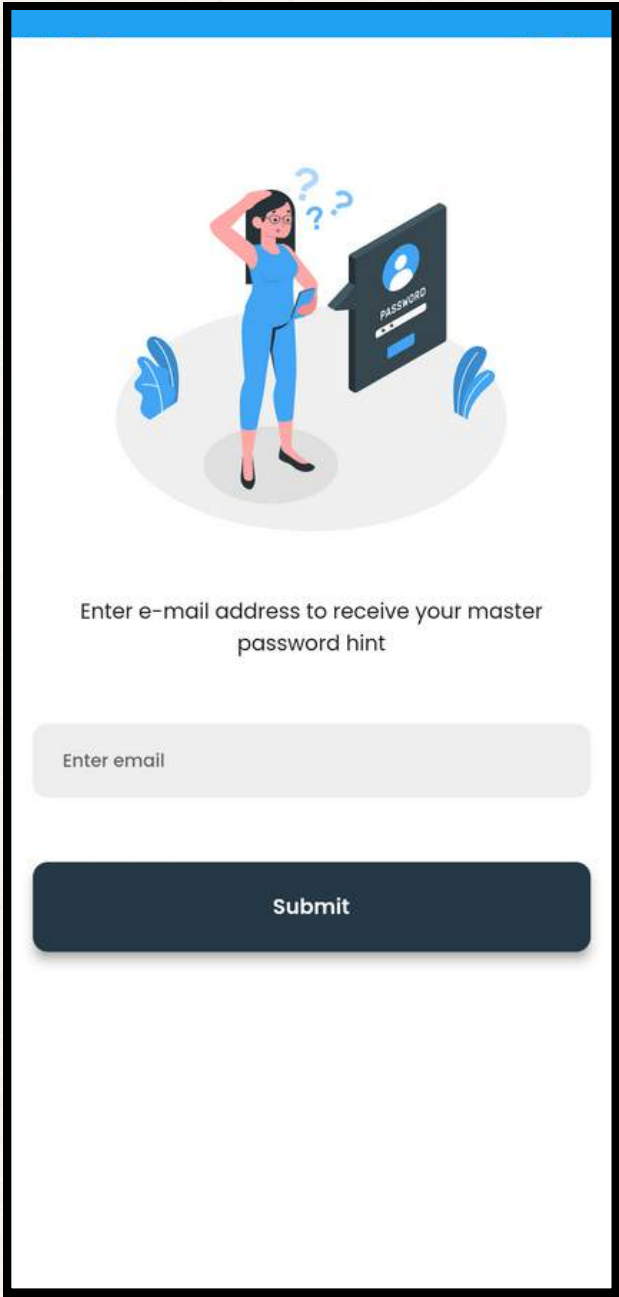 ? ? ?
PASSWORD
Enter e-mail address to receive your master
password hint
Enter email
Submit